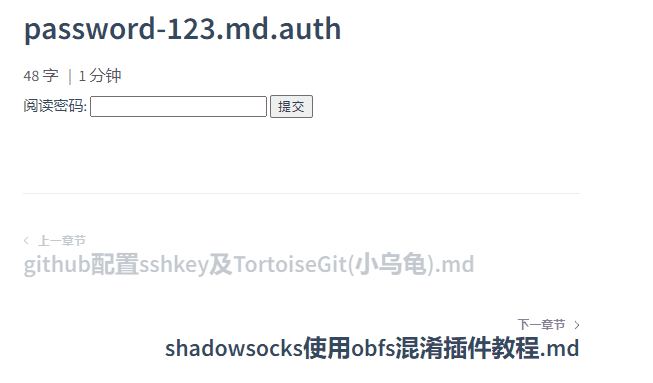 password-123.md.auth
48 字 | 1 分钟
阅读密码: 提交
上一章节
github配置sshkey及TortoiseGit(小乌龟).md
下一章节
shadowsocks使用obfs混淆插件教程.md